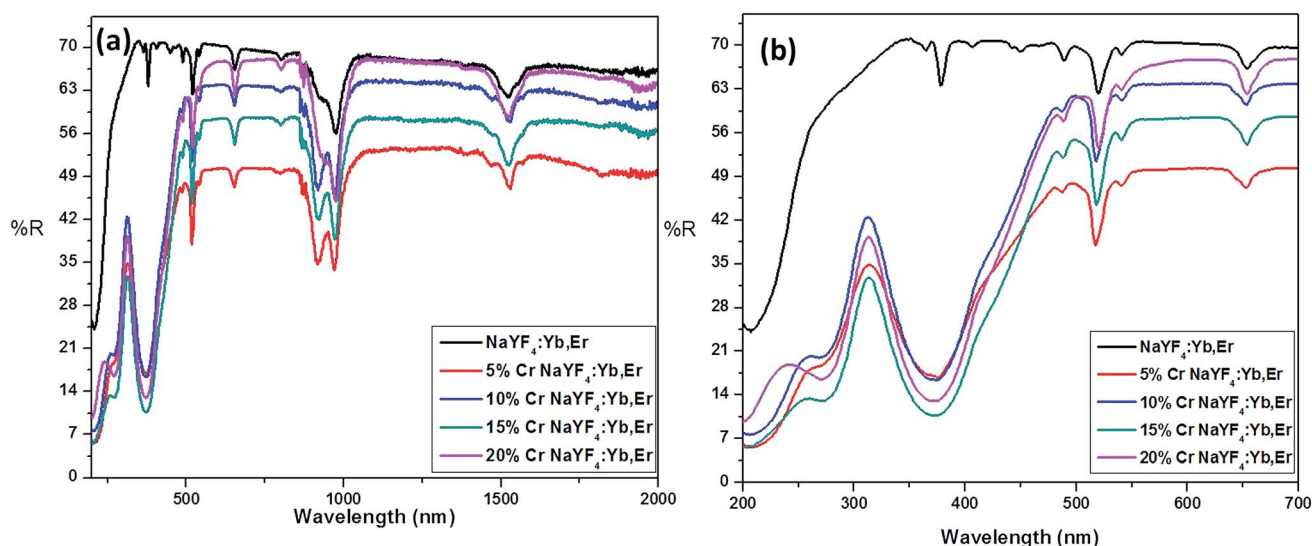 (a)
70
63
56
49
42
35
28
21
14
7
0
%R
500
1000
1500
2000
Wavelength (nm)
NaYF4:Yb,Er
5% Cr NaYF4:Yb,Er
10% Cr NaYF4:Yb,Er
15% Cr NaYF4:Yb,Er
20% Cr NaYF4:Yb,Er
(b)
70
63
56
49
42
35
28
21
14
7
0
%R
200
300
400
500
600
700
Wavelength (nm)
NaYF4:Yb,Er
5% Cr NaYF4:Yb,Er
10% Cr NaYF4:Yb,Er
15% Cr NaYF4:Yb,Er
20% Cr NaYF4:Yb,Er